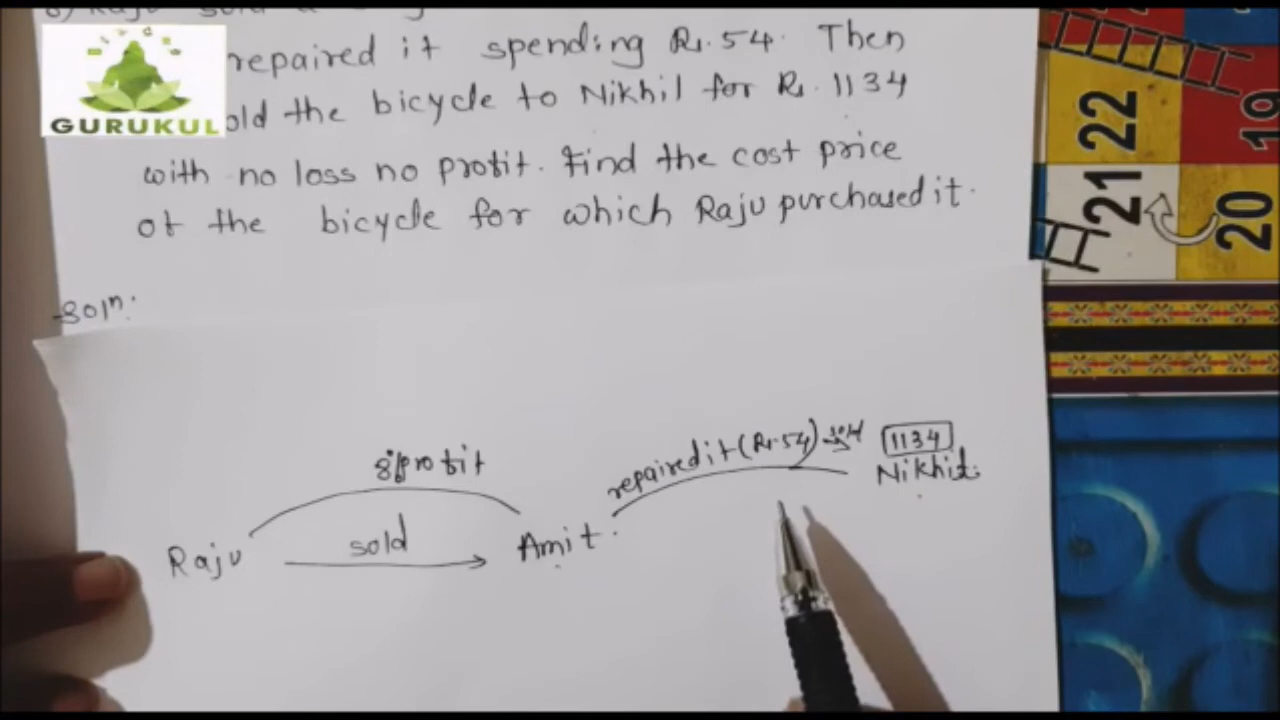 GURUKUL
repaired it spending Rs. 54. Then
old the bicycle to Nikhil for Rs. 1134
with no loss no profit. Find the cost price
of the bicycle for which Raju purchased it.
Soln:
8% profit
Raju sold Amit.
repaired it (Rs. 54) sold
1134
Nikhil.
22
19
21
20